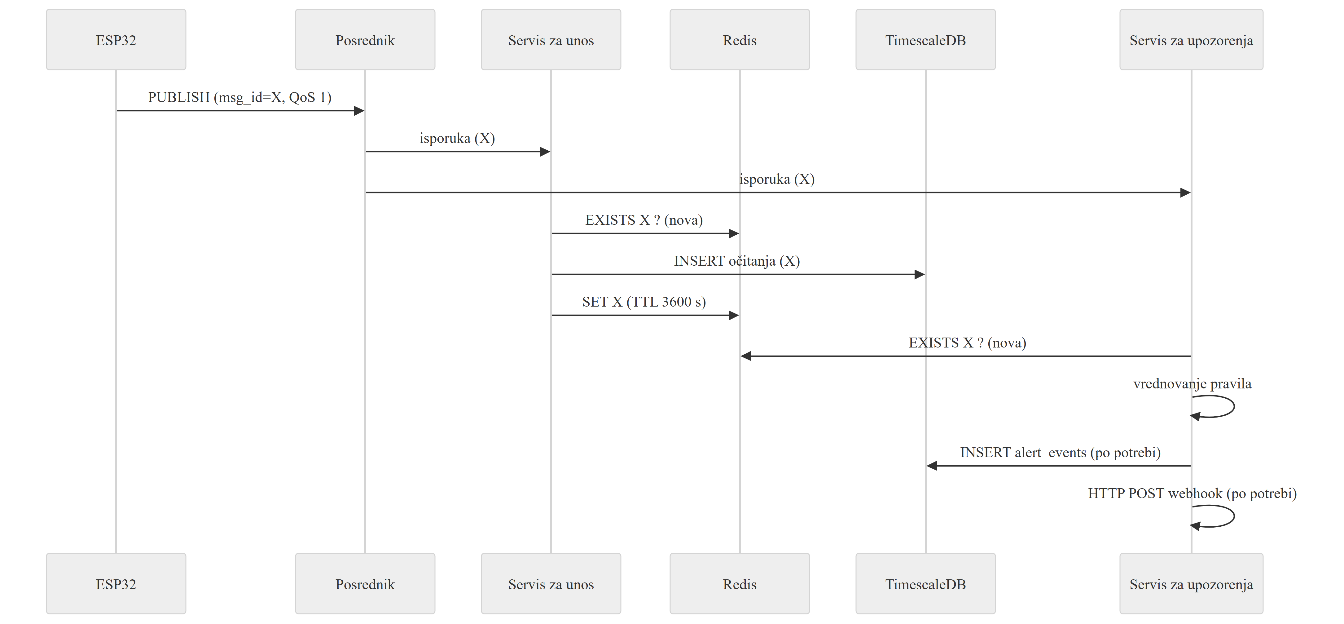 ESP32
Posrednik
Servis za unos
Redis
TimescaleDB
Servis za upozorenja
PUBLISH (msg_id=X, QoS 1)
isporuka (X)
isporuka (X)
EXISTS X ? (nova)
INSERT očitanja (X)
SET X (TTL 3600 s)
EXISTS X ? (nova)
vrednovanje pravila
INSERT alert_events (po potrebi)
HTTP POST webhook (po potrebi)
ESP32
Posrednik
Servis za unos
Redis
TimescaleDB
Servis za upozorenja